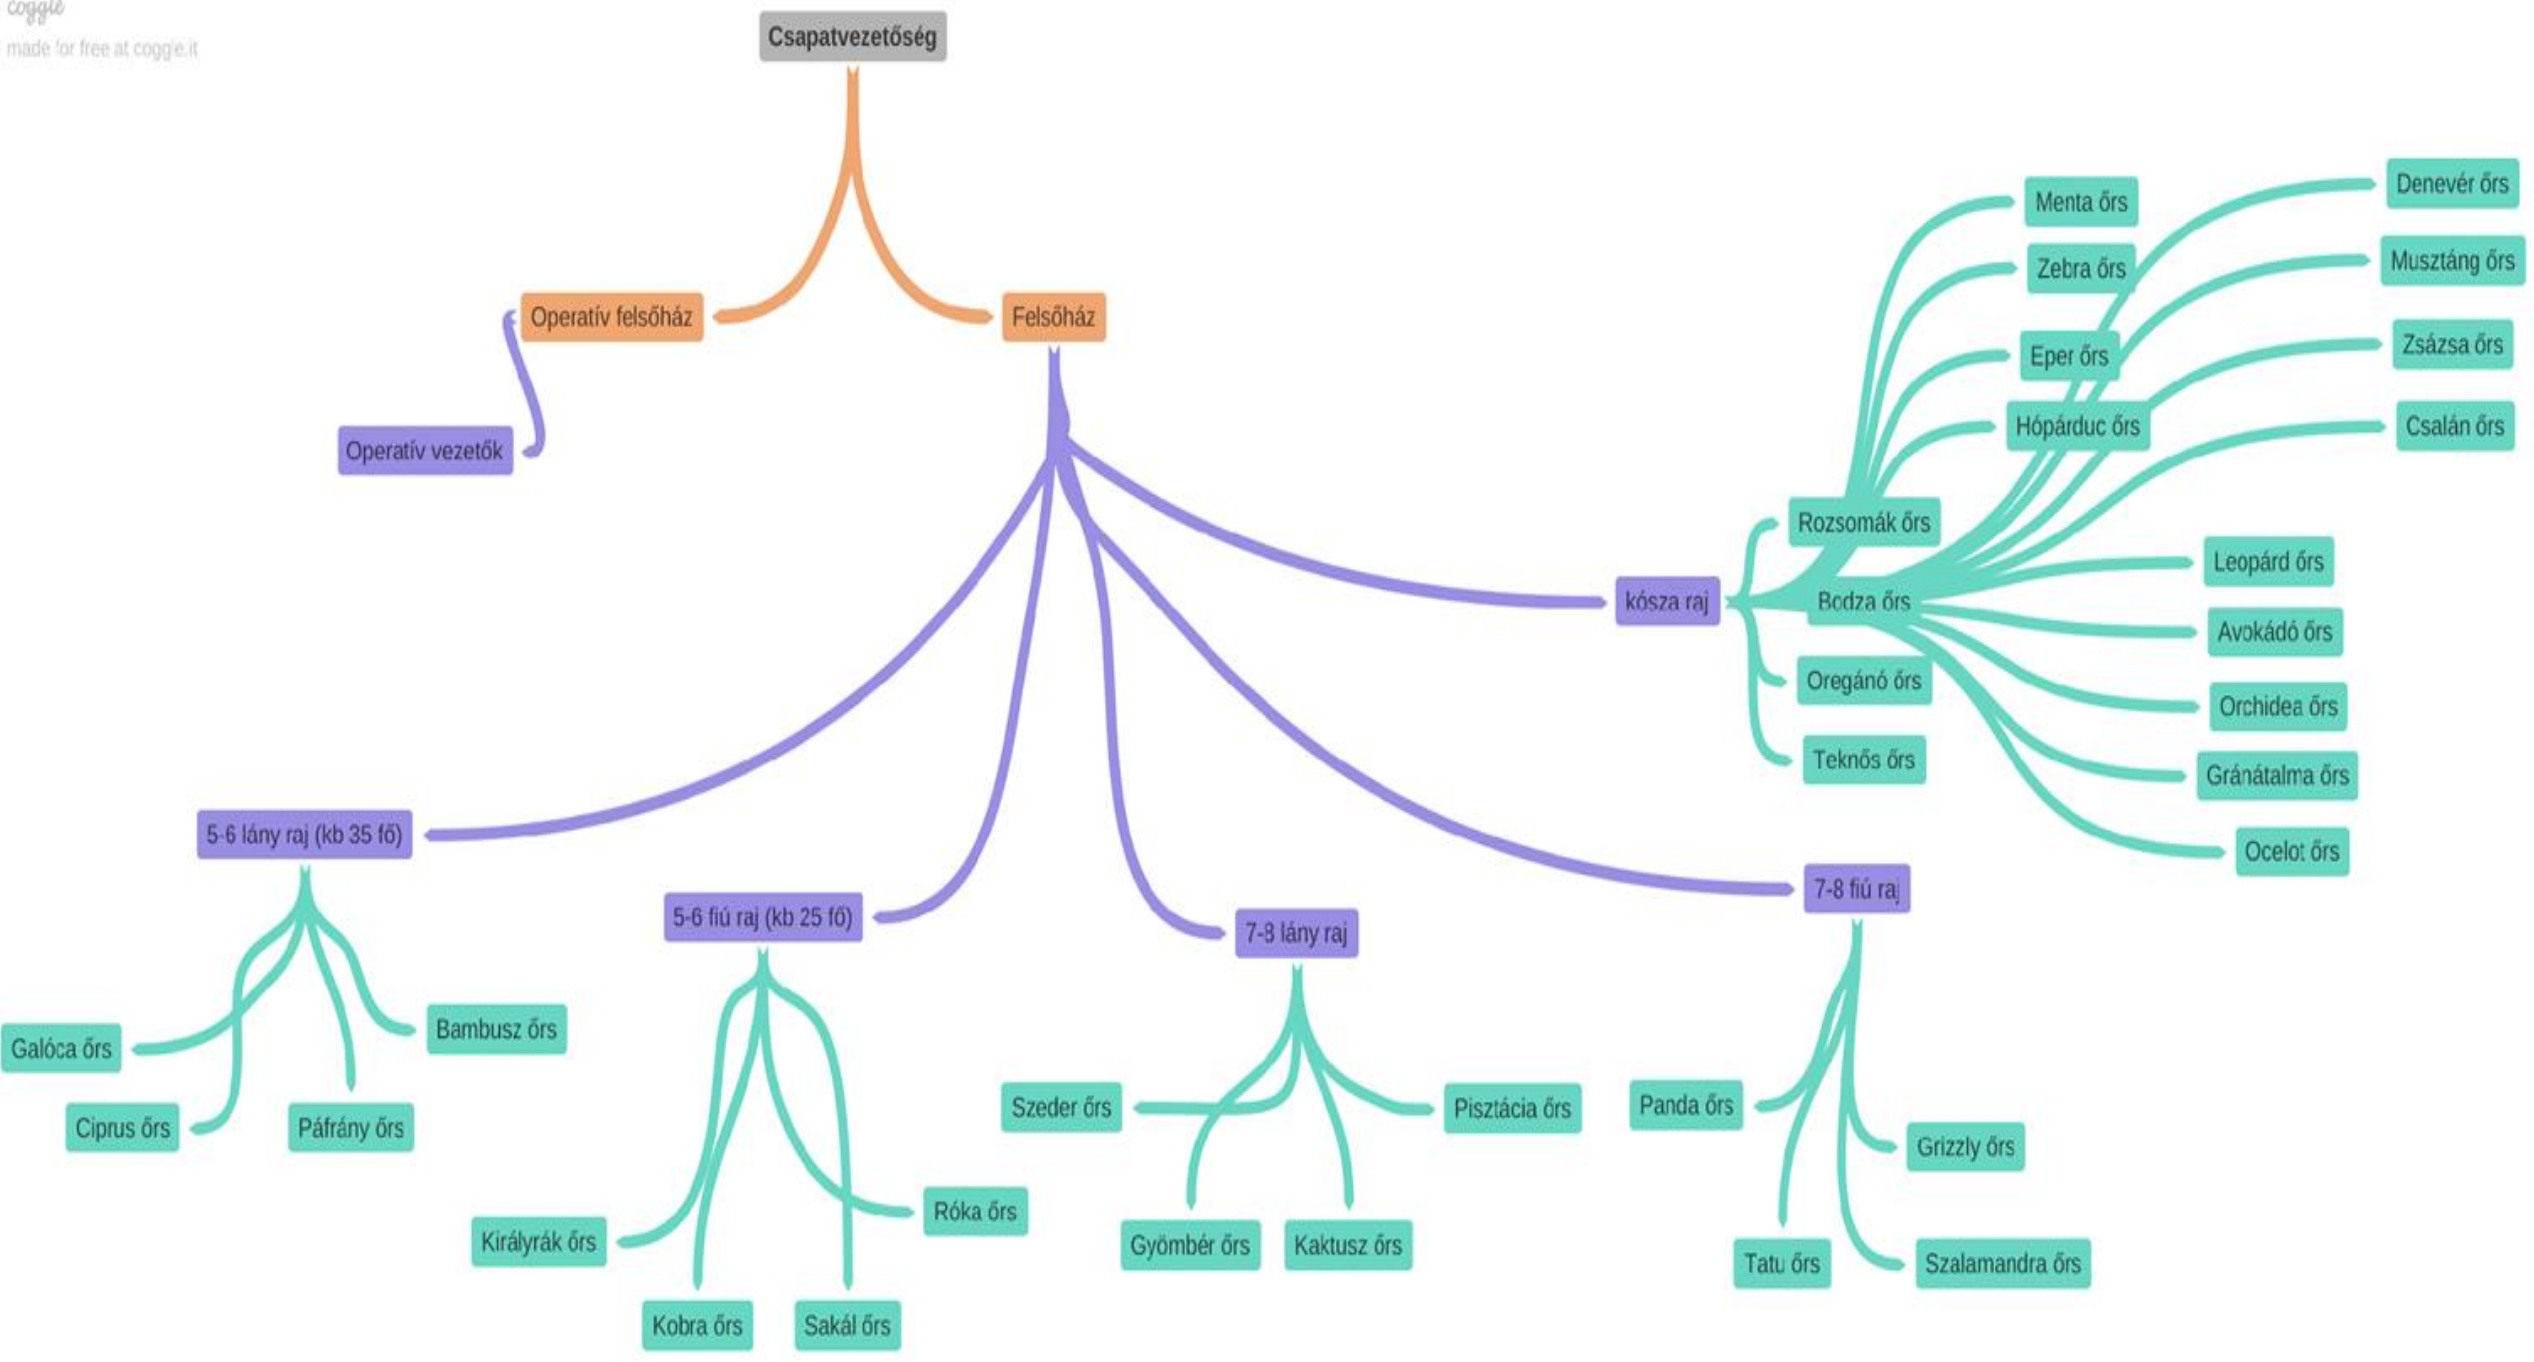 coggle
made for free at coggle.it
Csapatvezetőség
Operatív felsőház
Felsőház
Operatív vezetők
Menta őrs
Zebra őrs
Eper őrs
Hópárduc őrs
Denevér őrs
Musztáng őrs
Zsázsa őrs
Csalán őrs
Rozsomák őrs
kósza raj
Bodza őrs
Oregánó őrs
Teknős őrs
Leopárd őrs
Avokádó őrs
Orchidea őrs
Gránátalma őrs
Ocelot őrs
5-6 lány raj (kb 35 fő)
5-6 fiú raj (kb 25 fő)
7-8 lány raj
7-8 fiú raj
Galóca őrs
Ciprus őrs
Páfrány őrs
Bambusz őrs
Királyrák őrs
Kobra őrs
Sakál őrs
Róka őrs
Szeder őrs
Gyömbér őrs
Kaktusz őrs
Pisztácia őrs
Panda őrs
Tatu őrs
Szalamandra őrs
Grizzly őrs